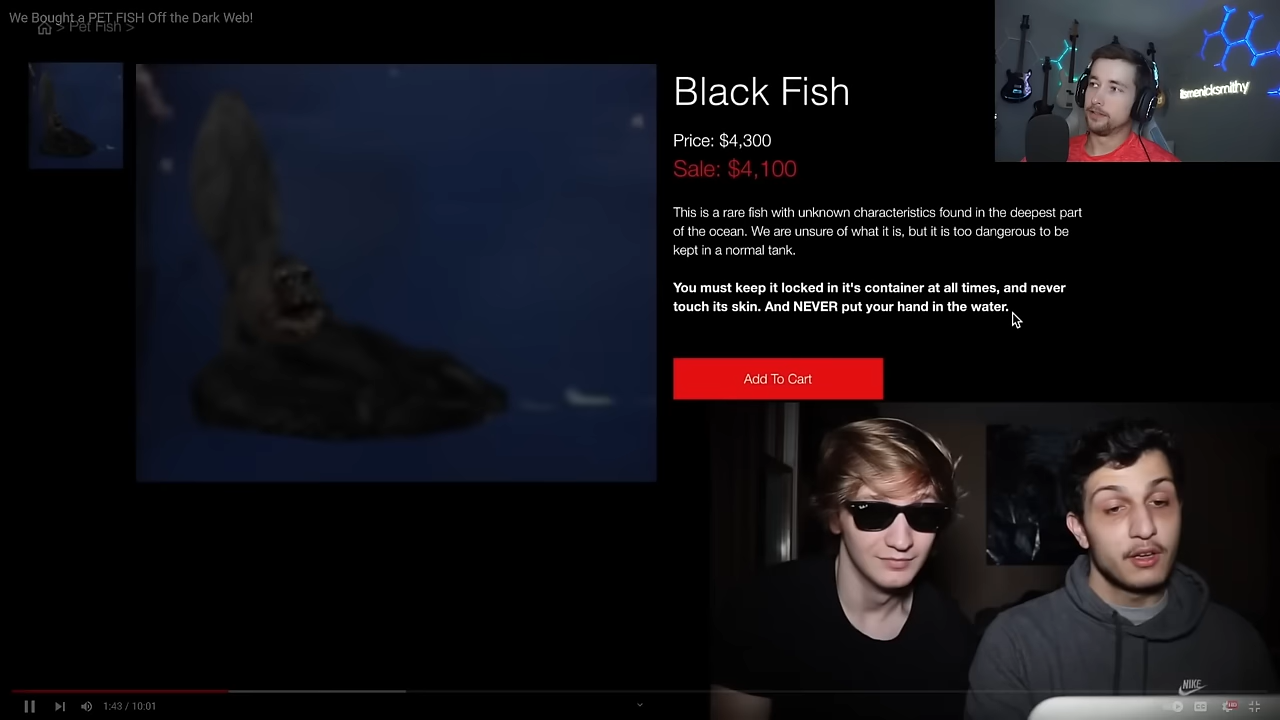 We Bought a PET FISH Off the Dark Web!
> Pet Fish >
itsmenicksmithy
Black Fish
Price: $4,300
Sale: $4,100
This is a rare fish with unknown characteristics found in the deepest part
of the ocean. We are unsure of what it is, but it is too dangerous to be
kept in a normal tank.
You must keep it locked in it's container at all times, and never
touch its skin. And NEVER put your hand in the water.
Add To Cart
Ray-Ban
NIKE
1:43 / 10:01
CC
HD